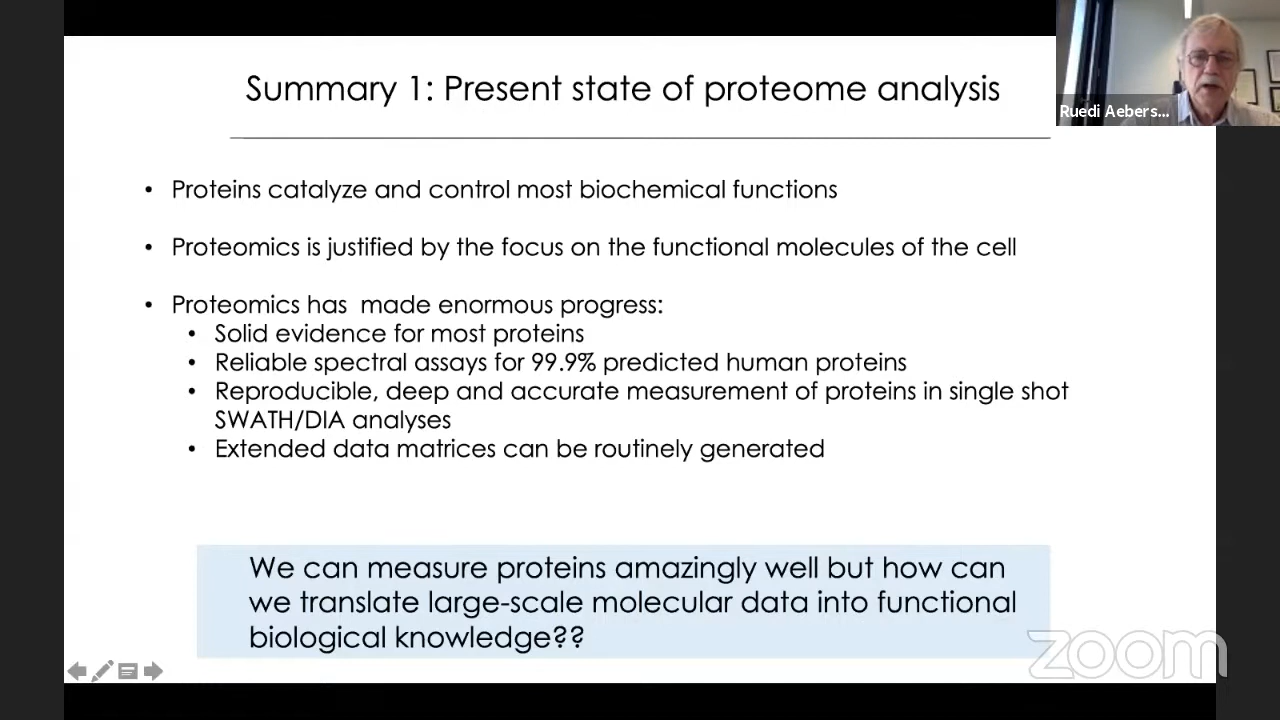 Summary 1: Present state of proteome analysis
Ruedi Aebers...
• Proteins catalyze and control most biochemical functions
• Proteomics is justified by the focus on the functional molecules of the cell
• Proteomics has made enormous progress:
• Solid evidence for most proteins
• Reliable spectral assays for 99.9% predicted human proteins
• Reproducible, deep and accurate measurement of proteins in single shot
SWATH/DIA analyses
• Extended data matrices can be routinely generated
We can measure proteins amazingly well but how can
we translate large-scale molecular data into functional
biological knowledge??
zoom